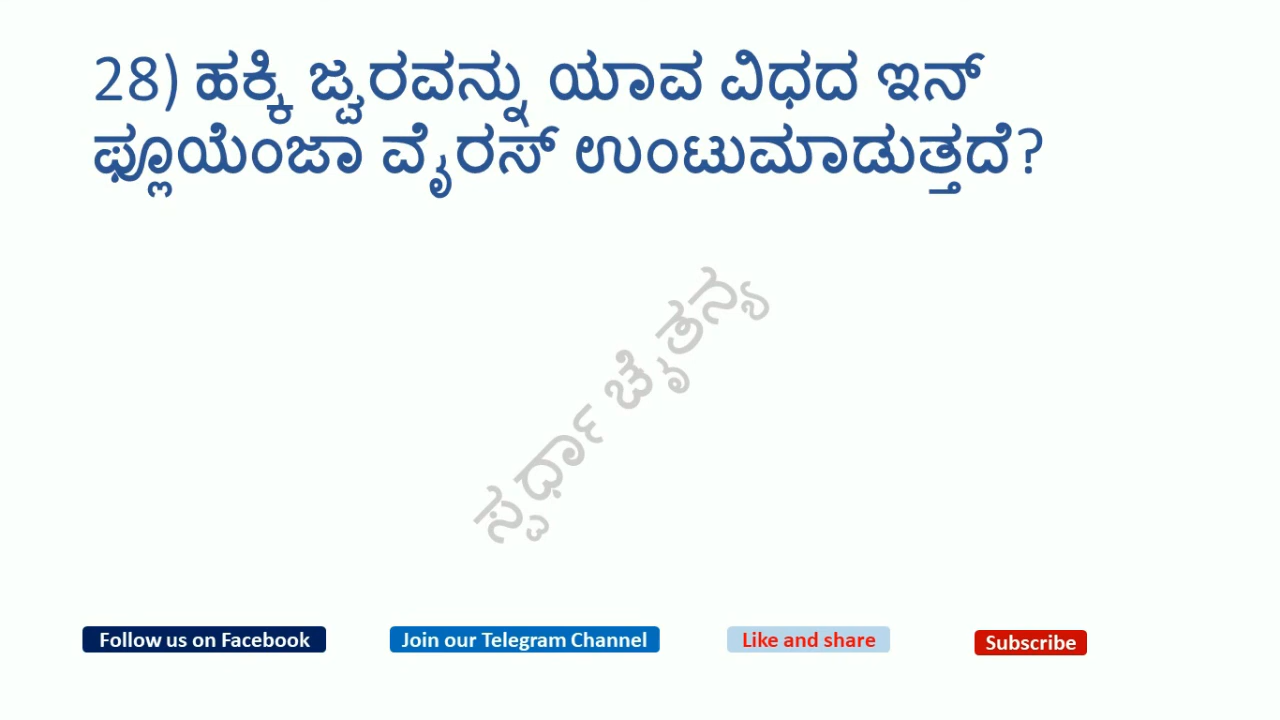 28) ಹಕ್ಕಿ ಜ್ವರವನ್ನು ಯಾವ ವಿಧದ ಇನ್
ಫ್ಲೂಯೆಂಜಾ ವೈರಸ್ ಉಂಟುಮಾಡುತ್ತದೆ?
ಸ್ಪರ್ಧಾ ಚೈತನ್ಯ
Follow us on Facebook
Join our Telegram Channel
Like and share
Subscribe